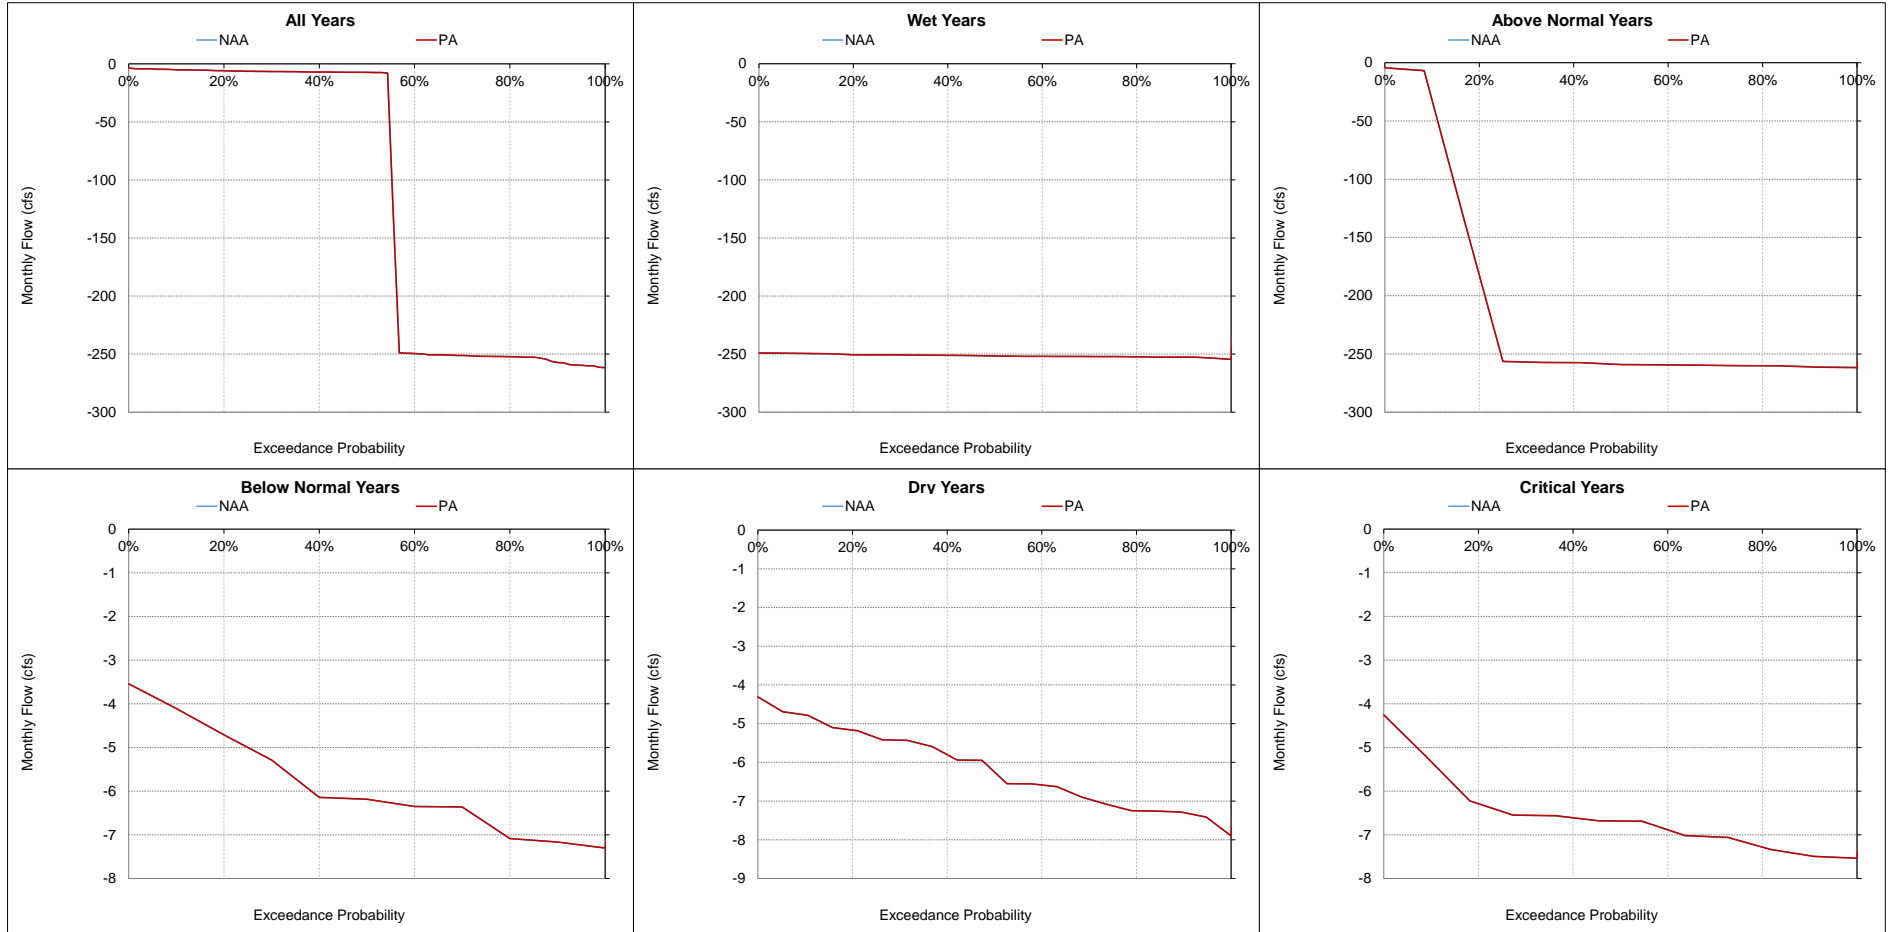 All Years
NAA PA
0
0% 20% 40% 60% 80% 100%
-50
-100
-150
-200
-250
-300
Monthly Flow (cfs)
Exceedance Probability
Wet Years
NAA PA
0
0% 20% 40% 60% 80% 100%
-50
-100
-150
-200
-250
-300
Monthly Flow (cfs)
Exceedance Probability
Above Normal Years
NAA PA
0
0% 20% 40% 60% 80% 100%
-50
-100
-150
-200
-250
-300
Monthly Flow (cfs)
Exceedance Probability
Below Normal Years
NAA PA
0
0% 20% 40% 60% 80% 100%
-1
-2
-3
-4
-5
-6
-7
-8
Monthly Flow (cfs)
Exceedance Probability
Dry Years
NAA PA
0
0% 20% 40% 60% 80% 100%
-1
-2
-3
-4
-5
-6
-7
-8
-9
Monthly Flow (cfs)
Exceedance Probability
Critical Years
NAA PA
0
0% 20% 40% 60% 80% 100%
-1
-2
-3
-4
-5
-6
-7
-8
Monthly Flow (cfs)
Exceedance Probability